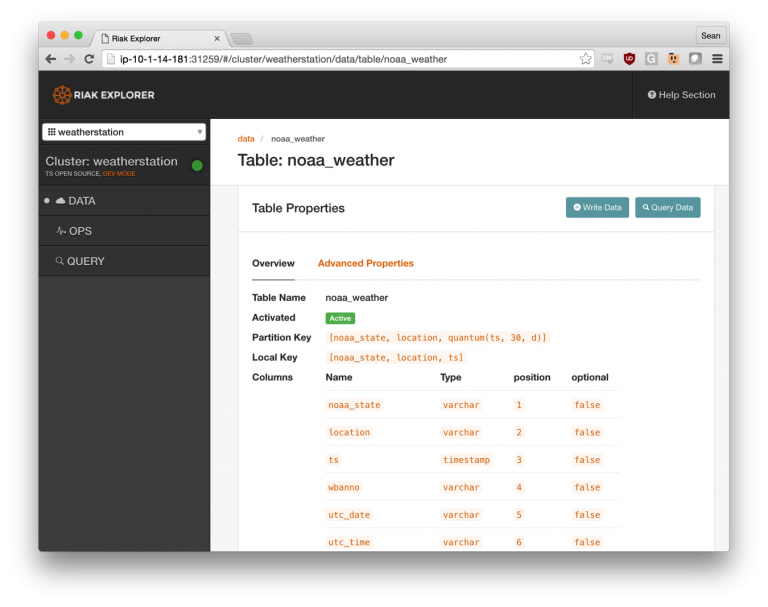 Riak Explorer
Sean
ip-10-1-14-181:31259/#/cluster/weatherstation/data/table/noaa_weather
RIAK EXPLORER
Help Section
weatherstation
Cluster: weatherstation
TS OPEN SOURCE, DEV MODE
DATA
OPS
QUERY
data / noaa_weather
Table: noaa_weather
Table Properties
Write Data
Query Data
Overview
Advanced Properties
Table Name noaa_weather
Activated Active
Partition Key [noaa_state, location, quantum(ts, 30, d)]
Local Key [noaa_state, location, ts]
Columns Name Type position optional
noaa_state varchar 1 false
location varchar 2 false
ts timestamp 3 false
wbanno varchar 4 false
utc_date varchar 5 false
utc_time varchar 6 false